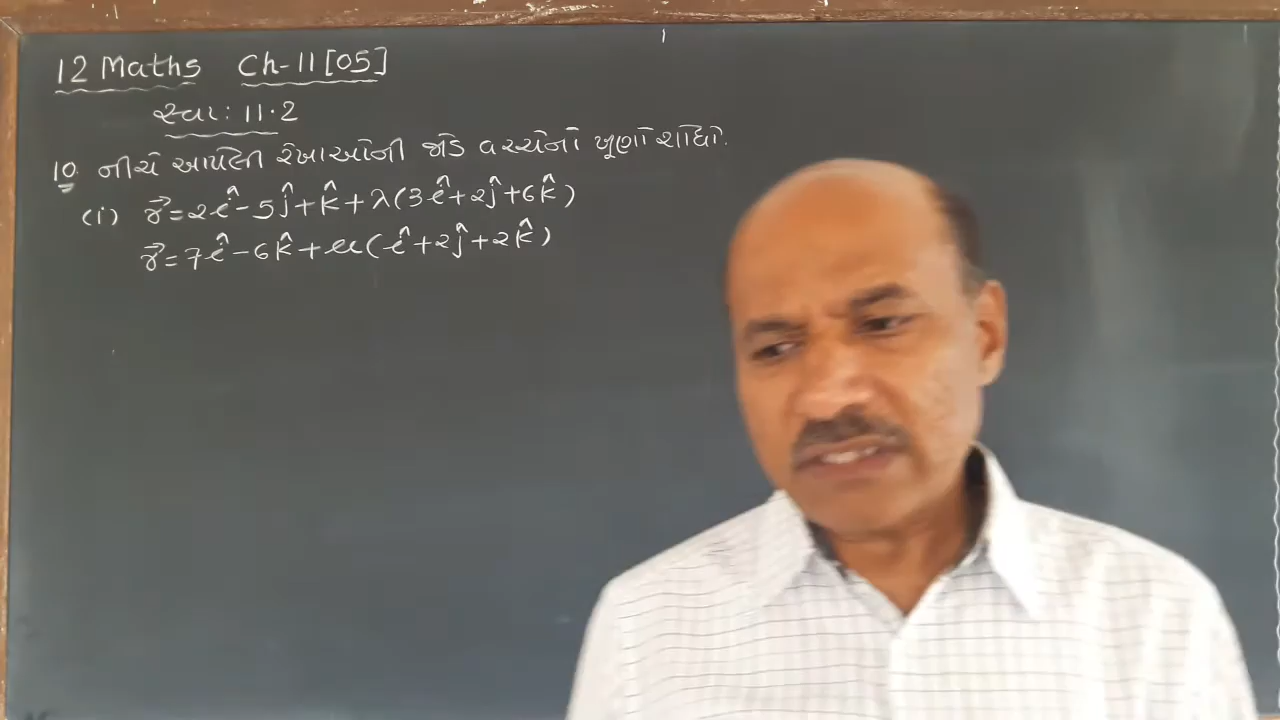 12 Maths Ch-11[05]
સ્વા: 11.2
10 નીચે આપેલી રેખાઓની જોડ વચ્ચેનો ખૂણો શોધો.
(i) r⃗ = 2î - 5ĵ + k̂ + λ(3î + 2ĵ + 6k̂)
r⃗ = 7î - 6k̂ + μ(î + 2ĵ + 2k̂)